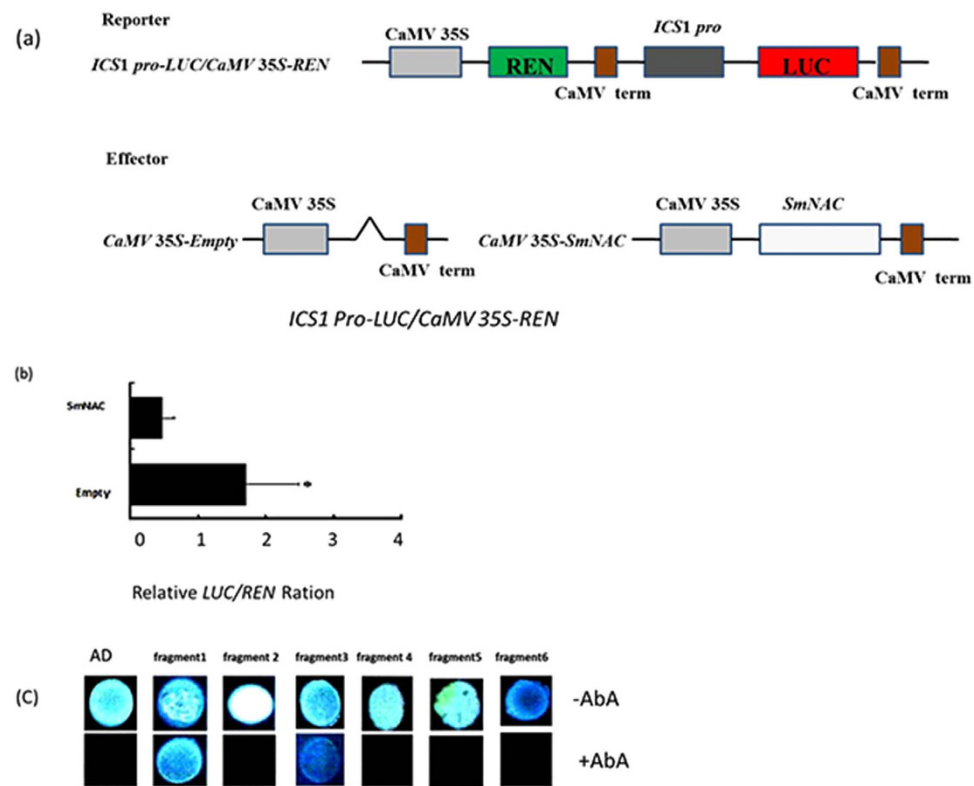 (a)
Reporter
ICS1 pro-LUC/CaMV 35S-REN
CaMV 35S
REN
CaMV term
ICS1 pro
LUC
CaMV term
Effector
CaMV 35S-Empty
CaMV 35S
CaMV term
CaMV 35S-SmNAC
CaMV 35S
SmNAC
CaMV term
ICS1 Pro-LUC/CaMV 35S-REN
(b)
SmNAC
Empty
0 1 2 3 4
*
Relative LUC/REN Ration
(C)
AD fragment1 fragment 2 fragment3 fragment 4 fragment5 fragment6
-AbA
+AbA